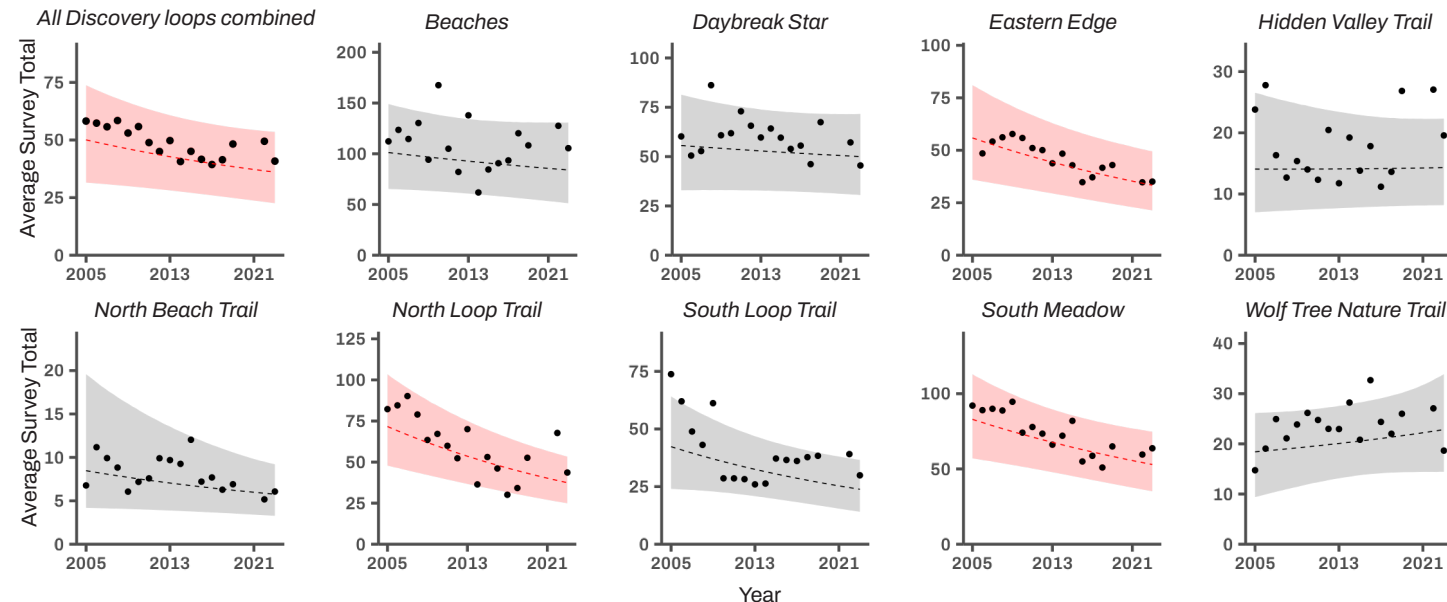 All Discovery loops combined
Beaches
Daybreak Star
Eastern Edge
Hidden Valley Trail
Average Survey Total
75
50
25
0
2005 2013 2021
200
150
100
50
0
2005 2013 2021
100
75
50
25
0
2005 2013 2021
100
75
50
25
0
2005 2013 2021
30
20
10
0
2005 2013 2021
North Beach Trail
North Loop Trail
South Loop Trail
South Meadow
Wolf Tree Nature Trail
Average Survey Total
20
15
10
5
0
2005 2013 2021
125
100
75
50
25
0
2005 2013 2021
75
50
25
0
2005 2013 2021
100
50
0
2005 2013 2021
40
30
20
10
0
2005 2013 2021
Year